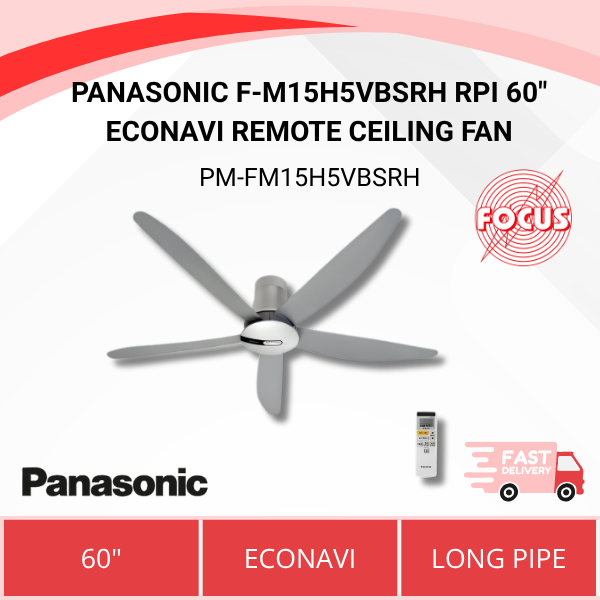 PANASONIC F-M15H5VBSRH RPI 60"
ECONAVI REMOTE CEILING FAN
PM-FM15H5VBSRH
FOCUS
FAST
DELIVERY
Panasonic
60"
ECONAVI
LONG PIPE